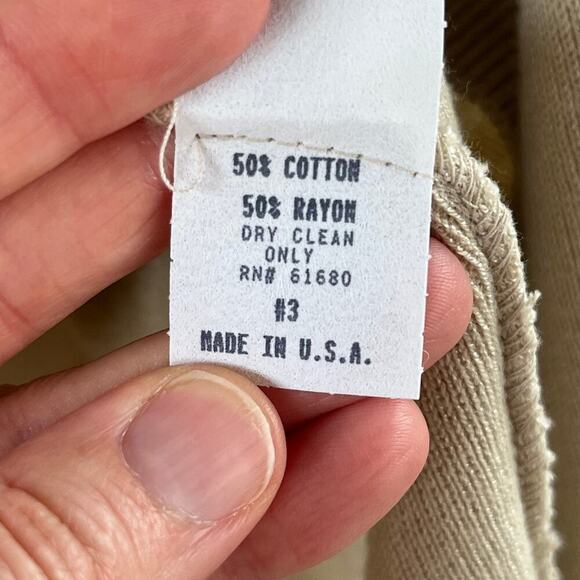 50% COTTON
50% RAYON
DRY CLEAN
ONLY
RN# 61680
#3
MADE IN U.S.A.